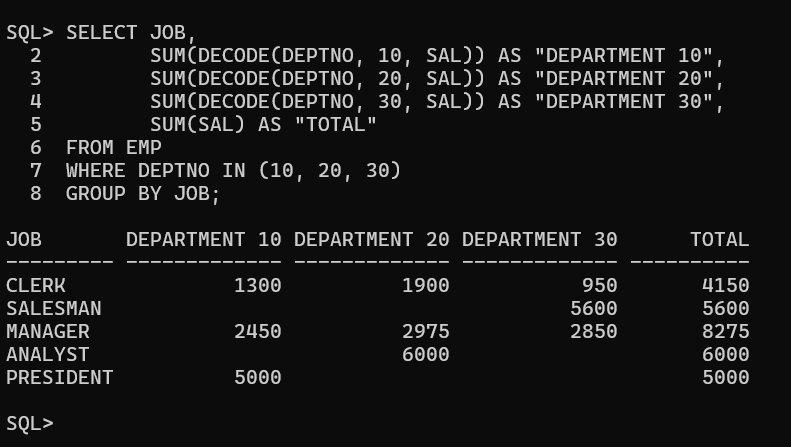 SQL> SELECT JOB,
  2         SUM(DECODE(DEPTNO, 10, SAL)) AS "DEPARTMENT 10",
  3         SUM(DECODE(DEPTNO, 20, SAL)) AS "DEPARTMENT 20",
  4         SUM(DECODE(DEPTNO, 30, SAL)) AS "DEPARTMENT 30",
  5         SUM(SAL) AS "TOTAL"
  6  FROM EMP
  7  WHERE DEPTNO IN (10, 20, 30)
  8  GROUP BY JOB;
JOB       DEPARTMENT 10 DEPARTMENT 20 DEPARTMENT 30      TOTAL
--------- ------------- ------------- ------------- ----------
CLERK              1300          1900           950       4150
SALESMAN                                       5600       5600
MANAGER            2450          2975          2850       8275
ANALYST                          6000                     6000
PRESIDENT          5000                                   5000
SQL>